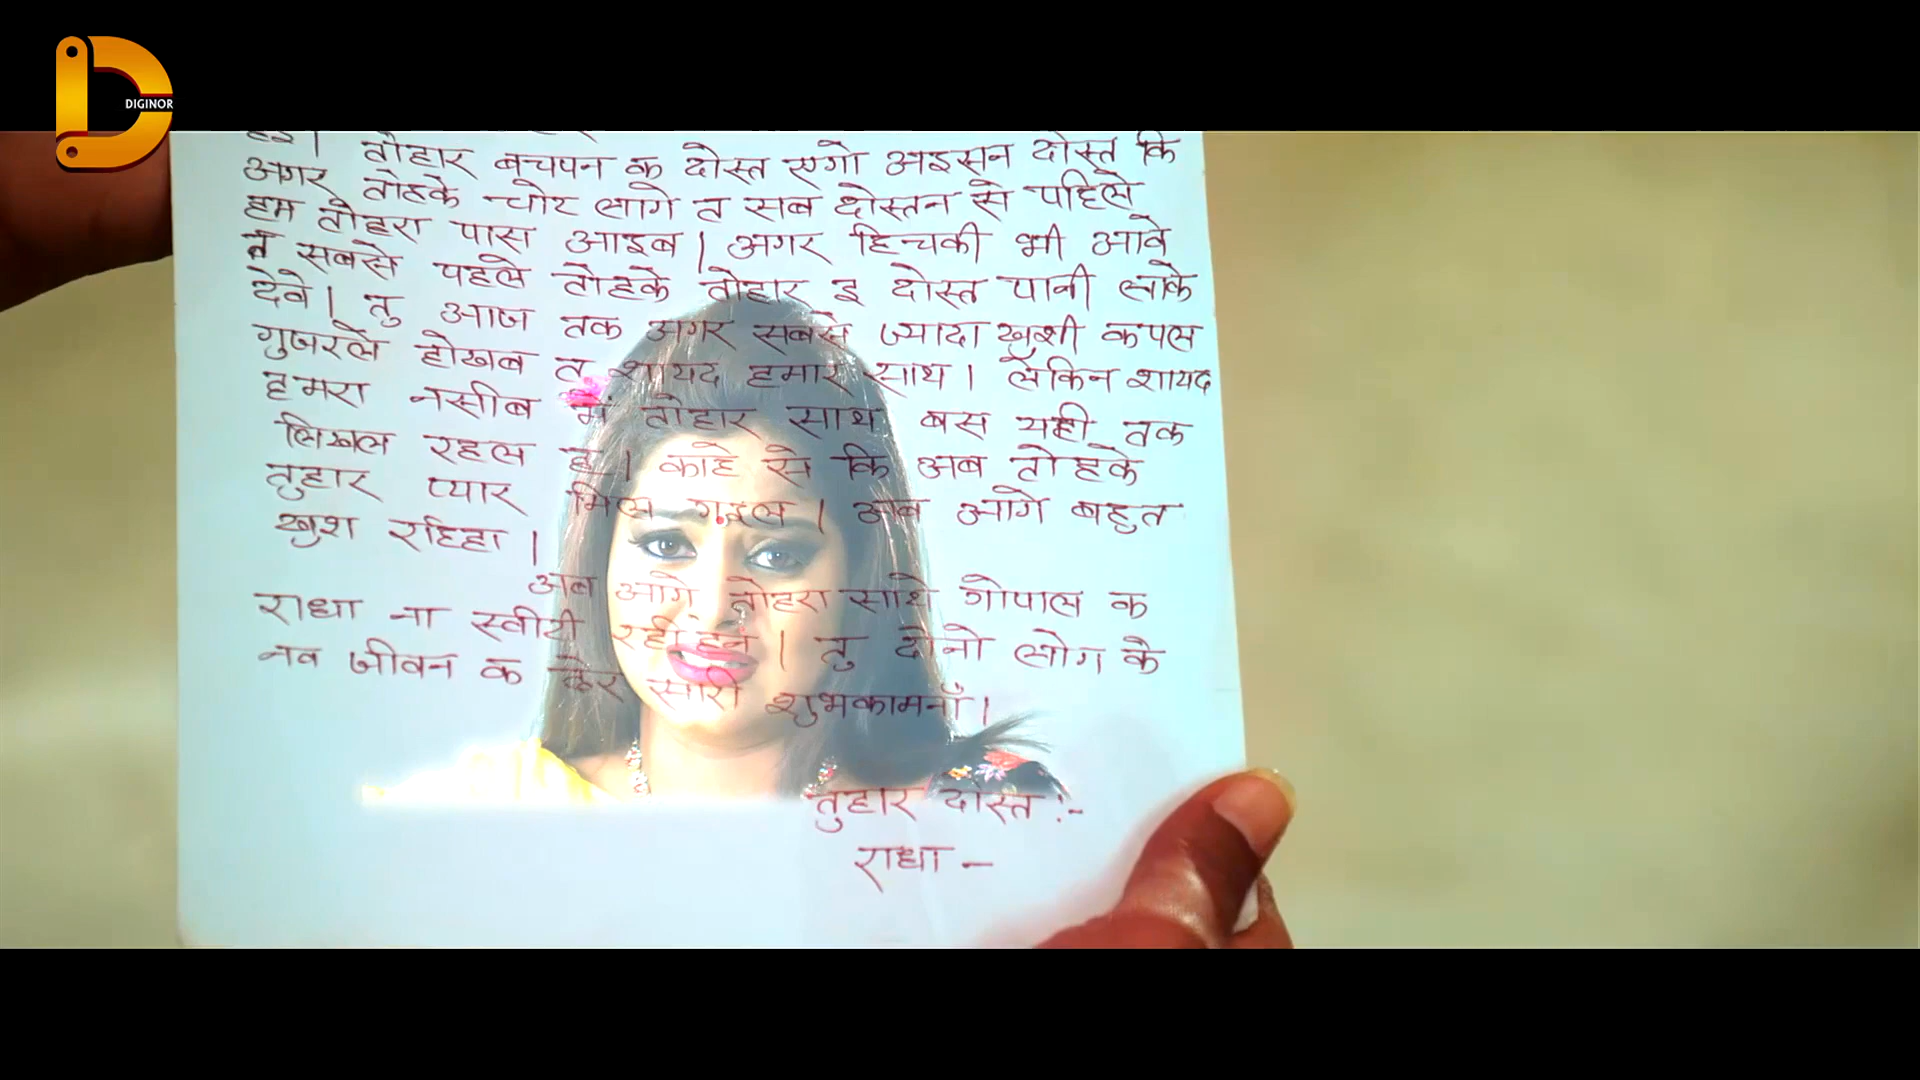 DIGINOR
हई। तोहार बचपन क दोस्त एगो अइसन दोस्त कि
अगर तोहके चोट लागे त सब दोस्तन से पहिले
हम तोहरा पास आइब। अगर हिचकी भी आवे
त सबसे पहले तोहके तोहार इ दोस्त पानी लाके
देवे। तु आज तक अगर सबसे ज्यादा खुशी कपल
गुजरले होखब त शायद हमार साथ। लेकिन शायद
हमरा नसीब में तोहार साथ बस यही तक
लिखल रहल ह। काहे से कि अब तोहके
तुहार प्यार मिल गइल। अब आगे बहुत
खुश रहिहा।
अब आगे तोहरा साथे गोपाल क
राधा ना स्वीटी रही हने। तु दोनो लोग के
नव जीवन क ढेर सारी शुभकामनाँ।
तुहार दोस्त :-
राधा -